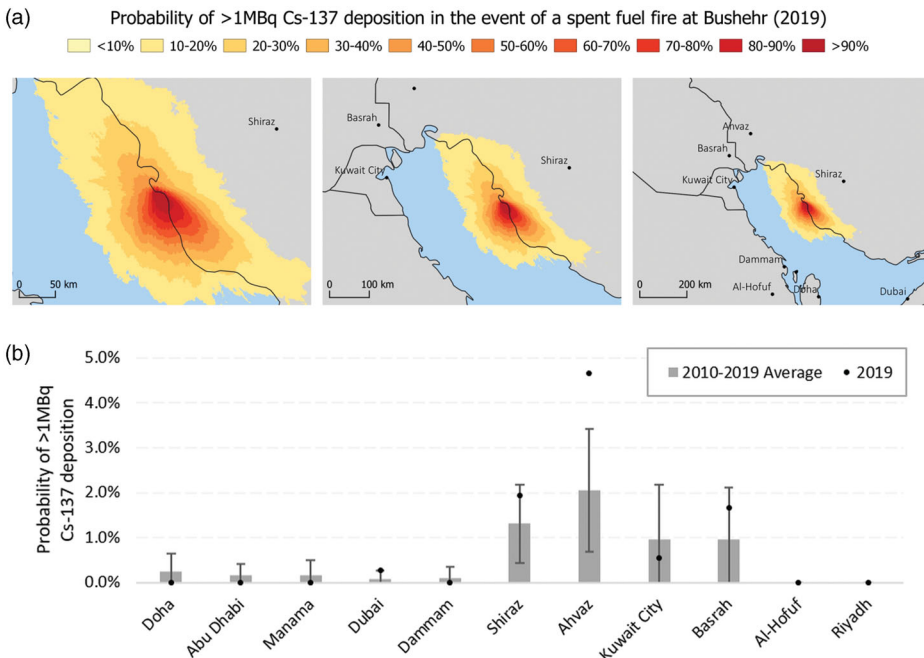 (a)
Probability of >1MBq Cs-137 deposition in the event of a spent fuel fire at Bushehr (2019)
<10% 10-20% 20-30% 30-40% 40-50% 50-60% 60-70% 70-80% 80-90% >90%
Shiraz
0 50 km
Basrah
Shiraz
Kuwait City
0 100 km
Ahvaz
Basrah
Shiraz
Kuwait City
Dammam
Al-Hofuf
Doha
Dubai
0 200 km
(b)
Probability of >1MBq
Cs-137 deposition
5.0%
4.0%
3.0%
2.0%
1.0%
0.0%
2010-2019 Average 2019
Doha
Abu Dhabi
Manama
Dubai
Dammam
Shiraz
Ahvaz
Kuwait City
Basrah
Al-Hofuf
Riyadh